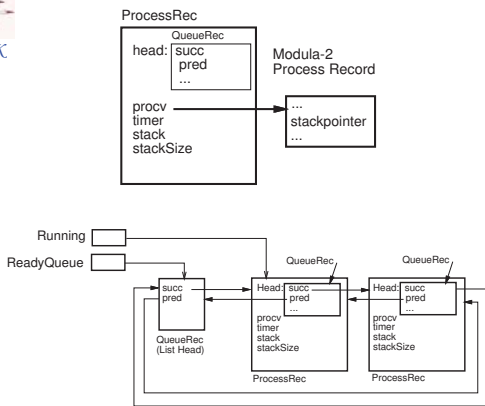 ProcessRec
QueueRec
head: succ
pred
...
procv
timer
stack
stackSize
Modula-2
Process Record
...
stackpointer
...
Running
ReadyQueue
succ
pred
QueueRec
(List Head)
QueueRec
Head: succ
pred
...
procv
timer
stack
stackSize
ProcessRec
QueueRec
Head: succ
pred
...
procv
timer
stack
stackSize
ProcessRec